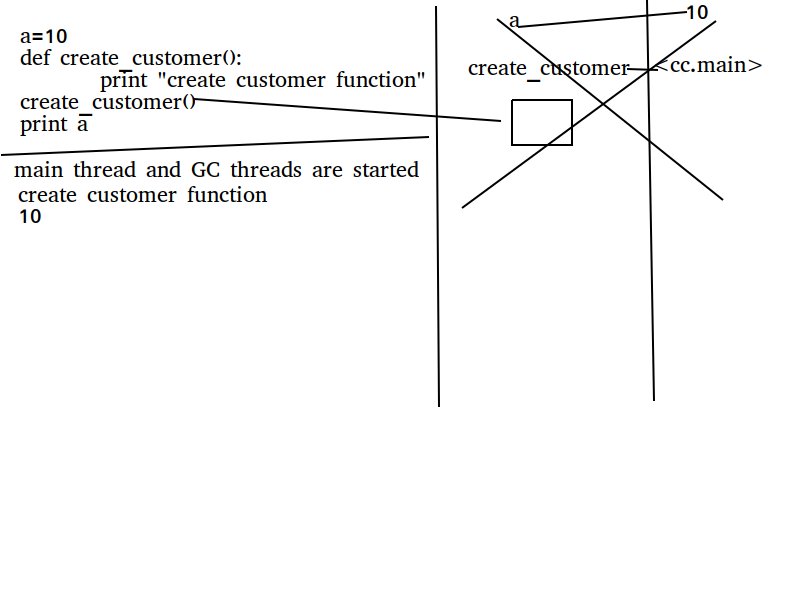 a=10
def create_customer():
print "create customer function"
create_customer()
print a
main thread and GC threads are started
create customer function
10
a
10
create_customer
<cc.main>